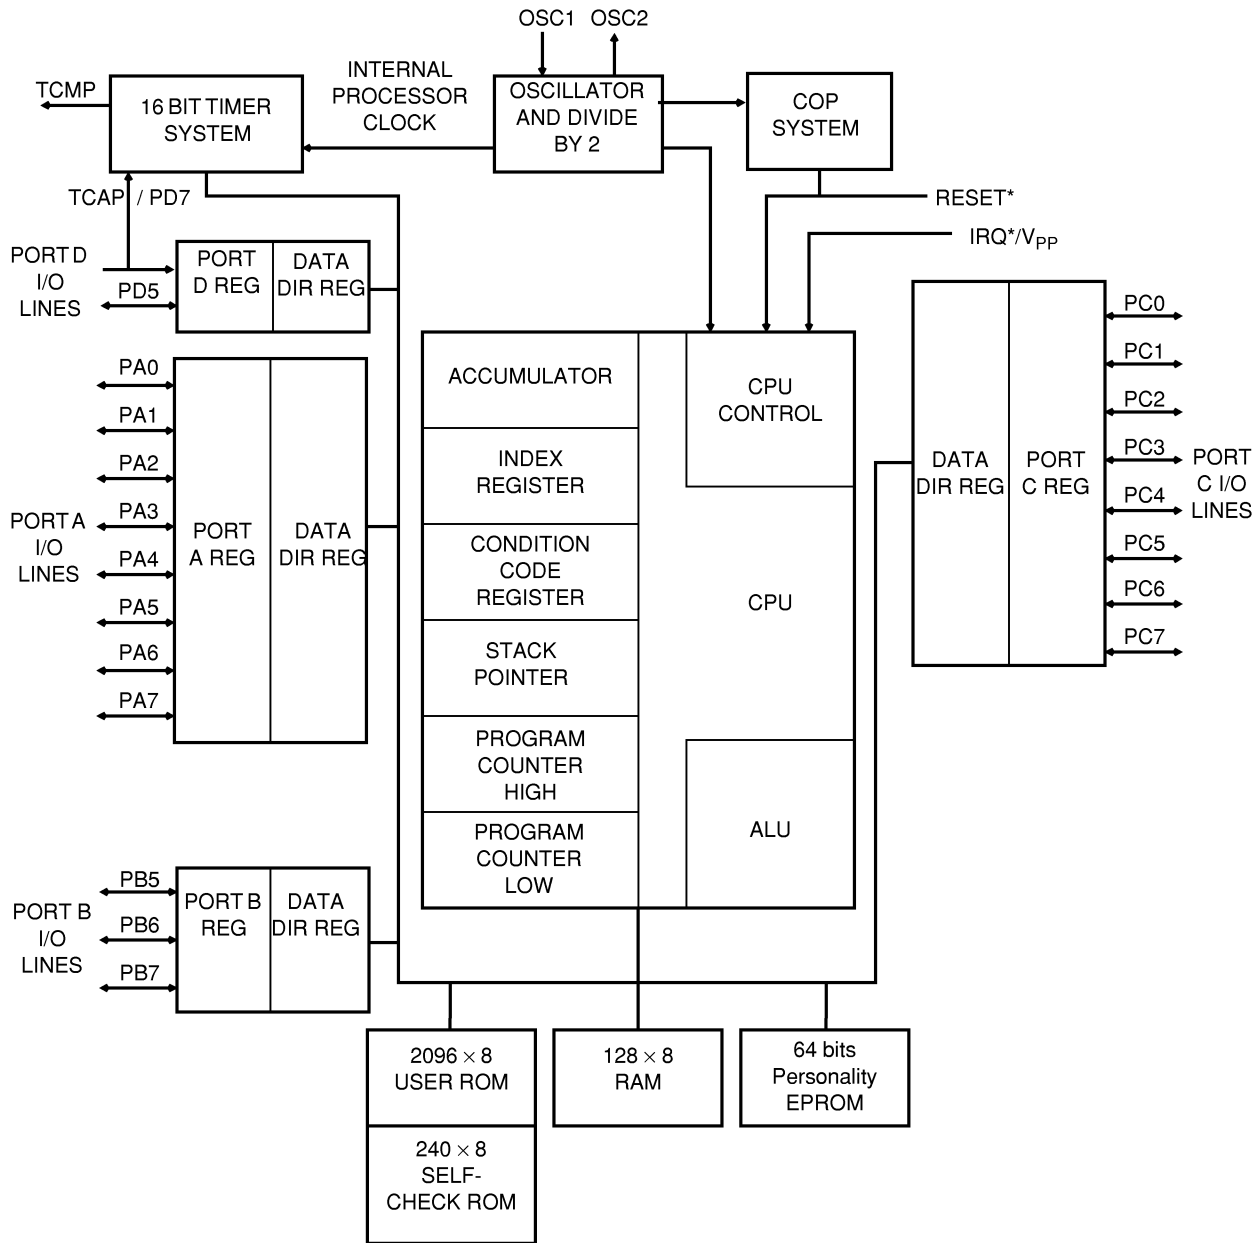 OSC1 OSC2
TCMP
16 BIT TIMER
SYSTEM
INTERNAL
PROCESSOR
CLOCK
OSCILLATOR
AND DIVIDE
BY 2
COP
SYSTEM
TCAP / PD7
RESET*
IRQ*/VPP
PORT D
I/O
LINES
PD5
PORT
D REG
DATA
DIR REG
PA0
PA1
PA2
PA3
PA4
PA5
PA6
PA7
PORT A
I/O
LINES
PORT
A REG
DATA
DIR REG
ACCUMULATOR
INDEX
REGISTER
CONDITION
CODE
REGISTER
STACK
POINTER
PROGRAM
COUNTER
HIGH
PROGRAM
COUNTER
LOW
CPU
CONTROL
CPU
ALU
DATA
DIR REG
PORT
C REG
PC0
PC1
PC2
PC3
PC4
PC5
PC6
PC7
PORT
C I/O
LINES
PORT B
I/O
LINES
PB5
PB6
PB7
PORT B
REG
DATA
DIR REG
2096 × 8
USER ROM
240 × 8
SELF-
CHECK ROM
128 × 8
RAM
64 bits
Personality
EPROM